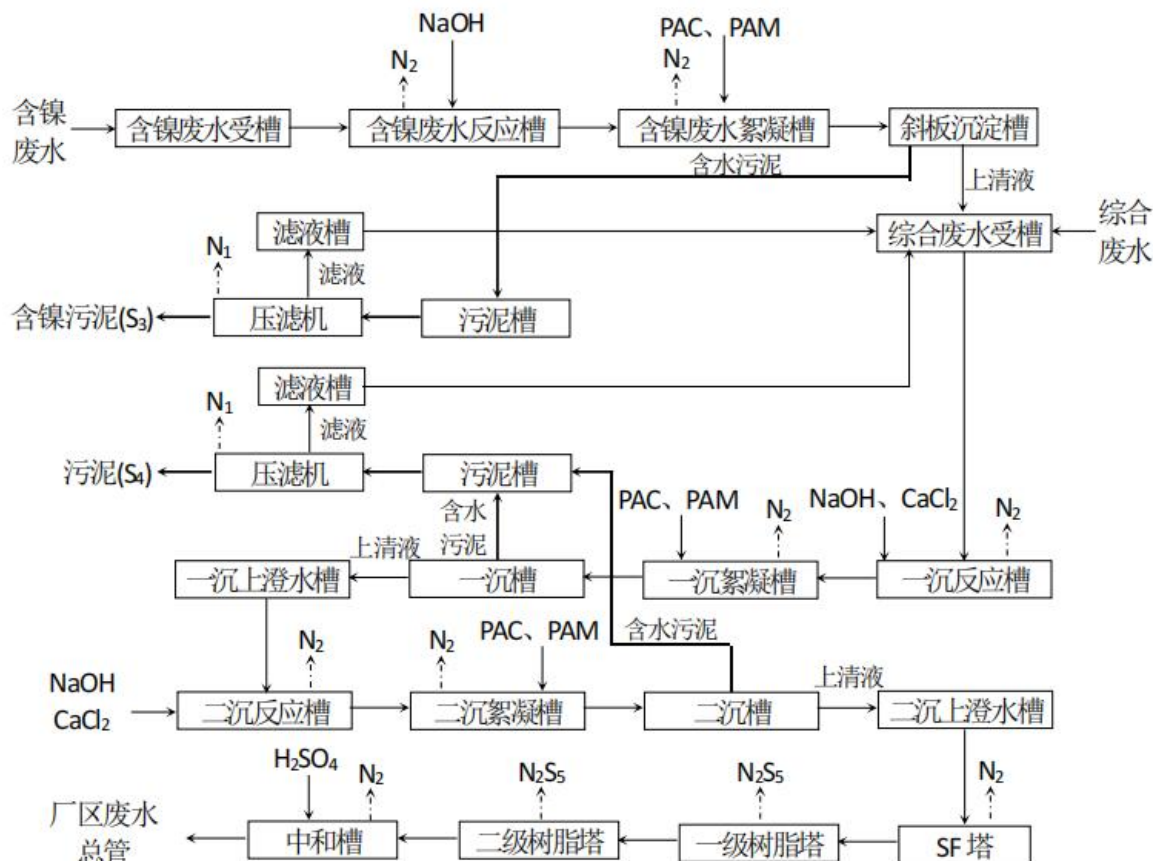 NaOH
PAC、PAM
N₂
N₂
含镍
废水
含镍废水受槽
含镍废水反应槽
含镍废水絮凝槽
斜板沉淀槽
含水污泥
上清液
滤液槽
综合废水受槽
综合
废水
N₁
滤液
含镍污泥(S₃)
压滤机
污泥槽
滤液槽
N₁
滤液
污泥(S₄)
压滤机
污泥槽
含水
污泥
PAC、PAM
N₂
NaOH、CaCl₂
N₂
上清液
一沉上澄水槽
一沉槽
一沉絮凝槽
一沉反应槽
N₂
N₂
PAC、PAM
含水污泥
上清液
NaOH
CaCl₂
二沉反应槽
二沉絮凝槽
二沉槽
二沉上澄水槽
H₂SO₄
N₂
N₂S₅
N₂S₅
N₂
厂区废水
总管
中和槽
二级树脂塔
一级树脂塔
SF 塔